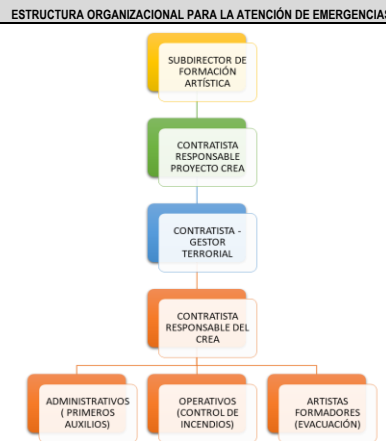 ESTRUCTURA ORGANIZACIONAL PARA LA ATENCIÓN DE EMERGENCIAS
SUBDIRECTOR DE
FORMACIÓN
ARTÍSTICA
CONTRATISTA
RESPONSABLE
PROYECTO CREA
CONTRATISTA -
GESTOR
TERRORIAL
CONTRATISTA
RESPONSABLE DEL
CREA
ADMINISTRATIVOS
( PRIMEROS
AUXILIOS)
OPERATIVOS
(CONTROL DE
INCENDIOS)
ARTISTAS
FORMADORES
(EVACUACIÓN)